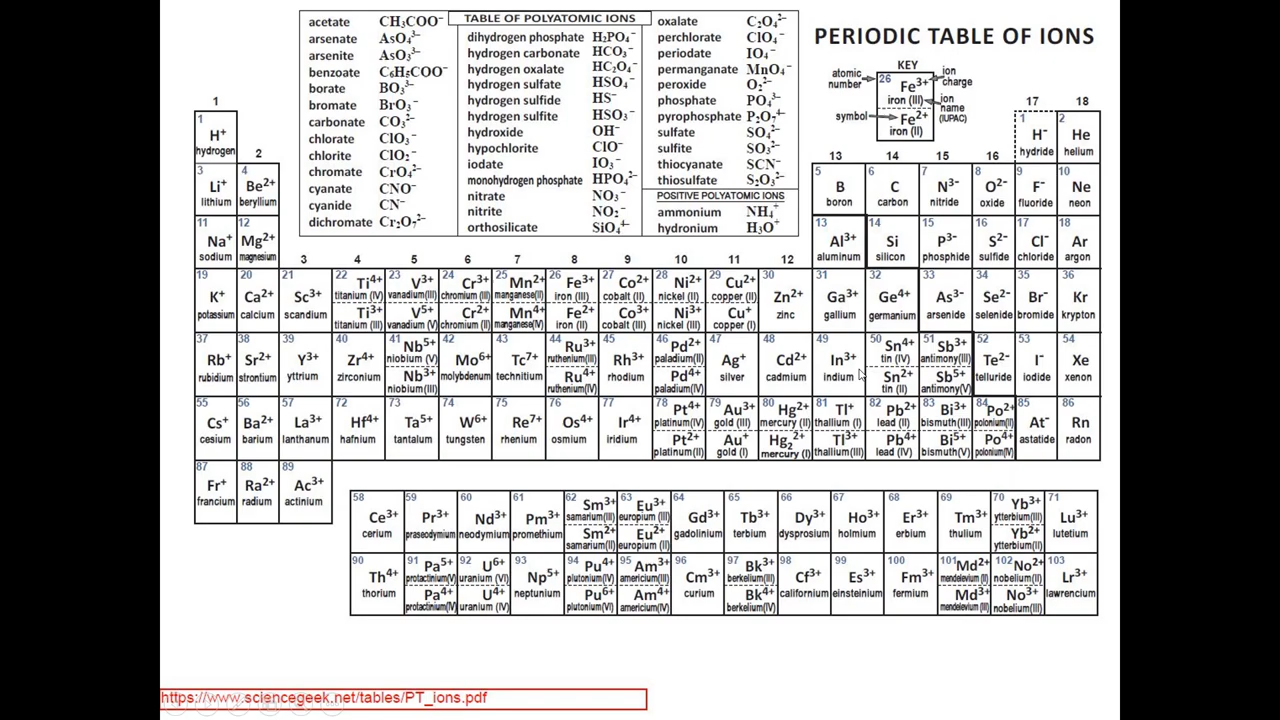 PERIODIC TABLE OF IONS
TABLE OF POLYATOMIC IONS
acetate CH₃COO⁻
arsenate AsO₄³⁻
arsenite AsO₃³⁻
benzoate C₆H₅COO⁻
borate BO₃³⁻
bromate BrO₃⁻
carbonate CO₃²⁻
chlorate ClO₃⁻
chlorite ClO₂⁻
chromate CrO₄²⁻
cyanate CNO⁻
cyanide CN⁻
dichromate Cr₂O₇²⁻
dihydrogen phosphate H₂PO₄⁻
hydrogen carbonate HCO₃⁻
hydrogen oxalate HC₂O₄⁻
hydrogen sulfate HSO₄⁻
hydrogen sulfide HS⁻
hydrogen sulfite HSO₃⁻
hydroxide OH⁻
hypochlorite ClO⁻
iodate IO₃⁻
monohydrogen phosphate HPO₄²⁻
nitrate NO₃⁻
nitrite NO₂⁻
orthosilicate SiO₄⁴⁻
oxalate C₂O₄²⁻
perchlorate ClO₄⁻
periodate IO₄⁻
permanganate MnO₄⁻
peroxide O₂²⁻
phosphate PO₄³⁻
pyrophosphate P₂O₇⁴⁻
sulfate SO₄²⁻
sulfite SO₃²⁻
thiocyanate SCN⁻
thiosulfate S₂O₃²⁻
POSITIVE POLYATOMIC IONS
ammonium NH₄⁺
hydronium H₃O⁺
KEY
atomic number
ion charge
26 Fe³⁺ iron (III)
ion name (IUPAC)
symbol
Fe²⁺ iron (II)
1 2 3 4 5 6 7 8 9 10 11 12 13 14 15 16 17 18
1 H⁺ hydrogen
1 H⁻ hydride
2 He helium
3 Li⁺ lithium
4 Be²⁺ beryllium
5 B boron
6 C carbon
7 N³⁻ nitride
8 O²⁻ oxide
9 F⁻ fluoride
10 Ne neon
11 Na⁺ sodium
12 Mg²⁺ magnesium
13 Al³⁺ aluminum
14 Si silicon
15 P³⁻ phosphide
16 S²⁻ sulfide
17 Cl⁻ chloride
18 Ar argon
19 K⁺ potassium
20 Ca²⁺ calcium
21 Sc³⁺ scandium
22 Ti⁴⁺ titanium (IV) Ti³⁺ titanium (III)
23 V³⁺ vanadium(III) V⁵⁺ vanadium (V)
24 Cr³⁺ chromium (III) Cr²⁺ chromium (II)
25 Mn²⁺ manganese(II) Mn⁴⁺ manganese(IV)
26 Fe³⁺ iron (III) Fe²⁺ iron (II)
27 Co²⁺ cobalt (II) Co³⁺ cobalt (III)
28 Ni²⁺ nickel (II) Ni³⁺ nickel (III)
29 Cu²⁺ copper (II) Cu⁺ copper (I)
30 Zn²⁺ zinc
31 Ga³⁺ gallium
32 Ge⁴⁺ germanium
33 As³⁻ arsenide
34 Se²⁻ selenide
35 Br⁻ bromide
36 Kr krypton
37 Rb⁺ rubidium
38 Sr²⁺ strontium
39 Y³⁺ yttrium
40 Zr⁴⁺ zirconium
41 Nb⁵⁺ niobium (V) Nb³⁺ niobium(III)
42 Mo⁶⁺ molybdenum
43 Tc⁷⁺ technitium
44 Ru³⁺ ruthenium(III) Ru⁴⁺ ruthenium(IV)
45 Rh³⁺ rhodium
46 Pd²⁺ paladium(II) Pd⁴⁺ paladium(IV)
47 Ag⁺ silver
48 Cd²⁺ cadmium
49 In³⁺ indium
50 Sn⁴⁺ tin (IV) Sn²⁺ tin (II)
51 Sb³⁺ antimony(III) Sb⁵⁺ antimony(V)
52 Te²⁻ telluride
53 I⁻ iodide
54 Xe xenon
55 Cs⁺ cesium
56 Ba²⁺ barium
57 La³⁺ lanthanum
72 Hf⁴⁺ hafnium
73 Ta⁵⁺ tantalum
74 W⁶⁺ tungsten
75 Re⁷⁺ rhenium
76 Os⁴⁺ osmium
77 Ir⁴⁺ iridium
78 Pt⁴⁺ platinum(IV) Pt²⁺ platinum(II)
79 Au³⁺ gold (III) Au⁺ gold (I)
80 Hg²⁺ mercury (II) Hg₂²⁺ mercury (I)
81 Tl⁺ thallium (I) Tl³⁺ thallium(III)
82 Pb²⁺ lead (II) Pb⁴⁺ lead (IV)
83 Bi³⁺ bismuth(III) Bi⁵⁺ bismuth(V)
84 Po²⁺ polonium(II) Po⁴⁺ polonium(IV)
85 At⁻ astatide
86 Rn radon
87 Fr⁺ francium
88 Ra²⁺ radium
89 Ac³⁺ actinium
58 Ce³⁺ cerium
59 Pr³⁺ praseodymium
60 Nd³⁺ neodymium
61 Pm³⁺ promethium
62 Sm³⁺ samarium(III) Sm²⁺ samarium(II)
63 Eu³⁺ europium (III) Eu²⁺ europium (II)
64 Gd³⁺ gadolinium
65 Tb³⁺ terbium
66 Dy³⁺ dysprosium
67 Ho³⁺ holmium
68 Er³⁺ erbium
69 Tm³⁺ thulium
70 Yb³⁺ ytterbium(III) Yb²⁺ ytterbium(II)
71 Lu³⁺ lutetium
90 Th⁴⁺ thorium
91 Pa⁵⁺ protactinium(V) Pa⁴⁺ protactinium(IV)
92 U⁶⁺ uranium (VI) U⁴⁺ uranium (IV)
93 Np⁵⁺ neptunium
94 Pu⁴⁺ plutonium(IV) Pu⁶⁺ plutonium(VI)
95 Am³⁺ americium(III) Am⁴⁺ americium(IV)
96 Cm³⁺ curium
97 Bk³⁺ berkelium(III) Bk⁴⁺ berkelium(IV)
98 Cf³⁺ californium
99 Es³⁺ einsteinium
100 Fm³⁺ fermium
101 Md²⁺ mendelevium (II) Md³⁺ mendelevium (III)
102 No²⁺ nobelium(II) No³⁺ nobelium(III)
103 Lr³⁺ lawrencium
https://www.sciencegeek.net/tables/PT_ions.pdf